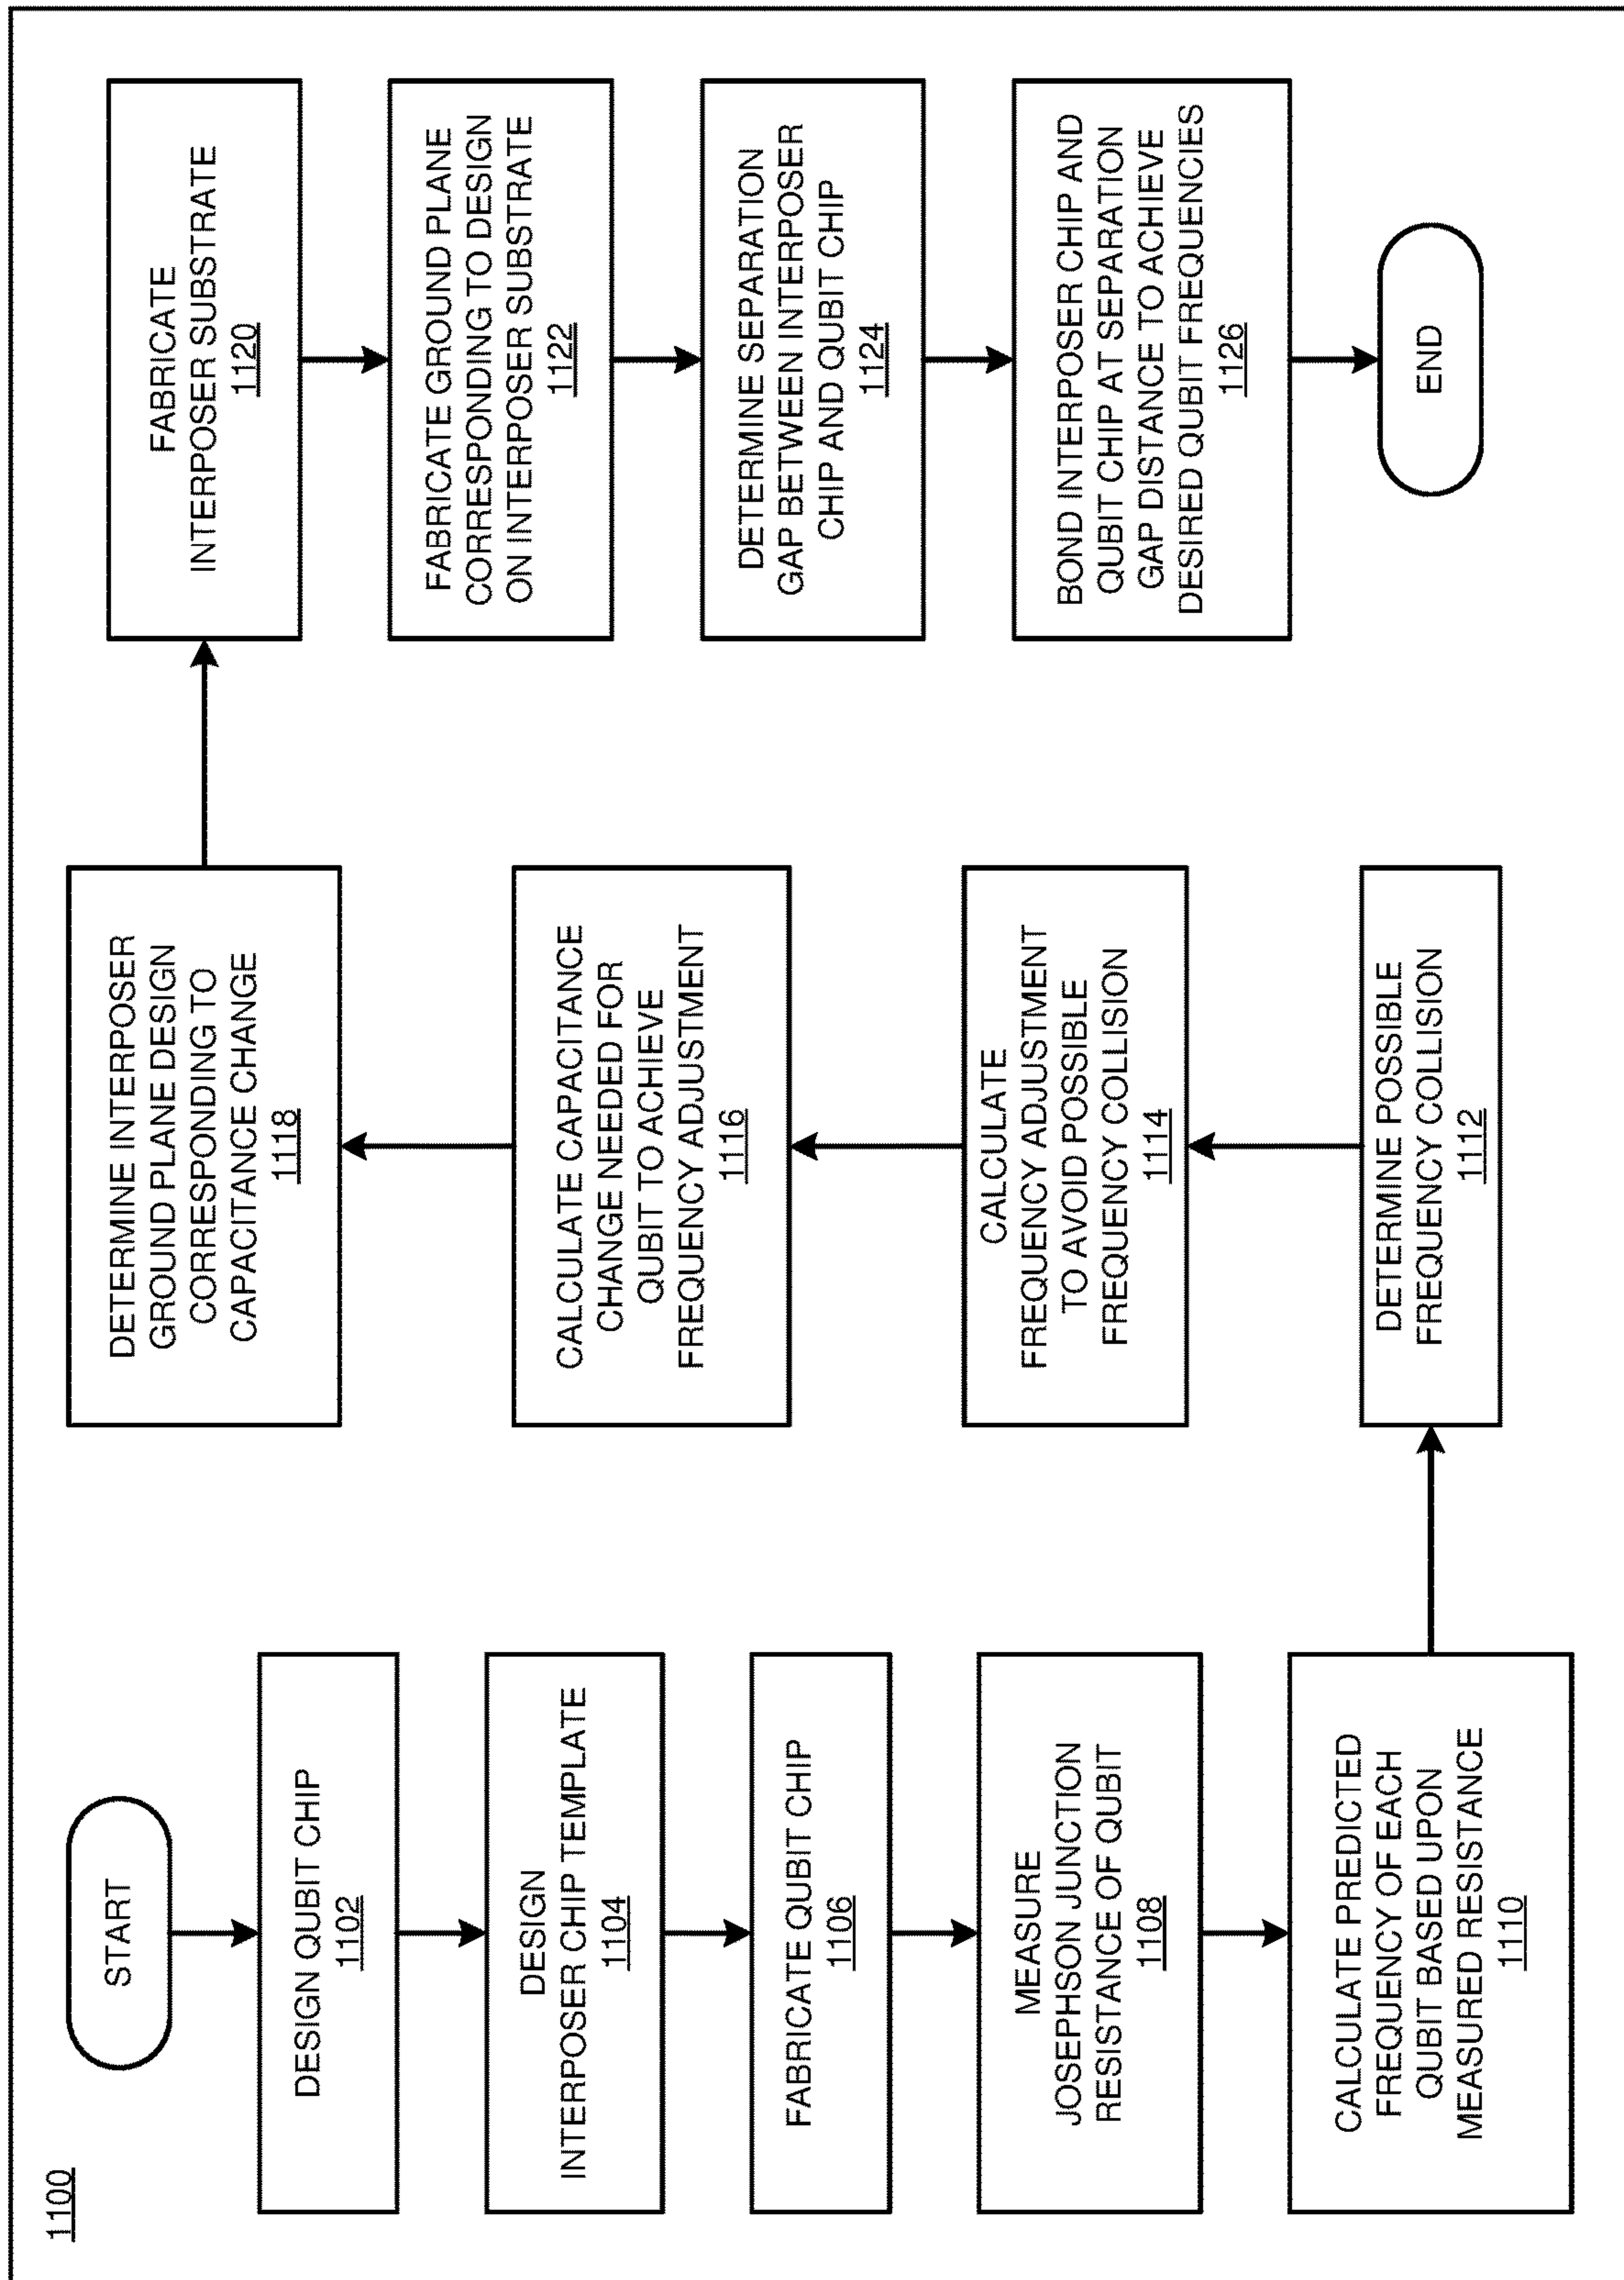 1100
START
DESIGN QUBIT CHIP
1102
DESIGN
INTERPOSER CHIP TEMPLATE
1104
FABRICATE QUBIT CHIP
1106
MEASURE
JOSEPHSON JUNCTION
RESISTANCE OF QUBIT
1108
CALCULATE PREDICTED
FREQUENCY OF EACH
QUBIT BASED UPON
MEASURED RESISTANCE
1110
DETERMINE POSSIBLE
FREQUENCY COLLISION
1112
CALCULATE
FREQUENCY ADJUSTMENT
TO AVOID POSSIBLE
FREQUENCY COLLISION
1114
CALCULATE CAPACITANCE
CHANGE NEEDED FOR
QUBIT TO ACHIEVE
FREQUENCY ADJUSTMENT
1116
DETERMINE INTERPOSER
GROUND PLANE DESIGN
CORRESPONDING TO
CAPACITANCE CHANGE
1118
FABRICATE
INTERPOSER SUBSTRATE
1120
FABRICATE GROUND PLANE
CORRESPONDING TO DESIGN
ON INTERPOSER SUBSTRATE
1122
DETERMINE SEPARATION
GAP BETWEEN INTERPOSER
CHIP AND QUBIT CHIP
1124
BOND INTERPOSER CHIP AND
QUBIT CHIP AT SEPARATION
GAP DISTANCE TO ACHIEVE
DESIRED QUBIT FREQUENCIES
1126
END